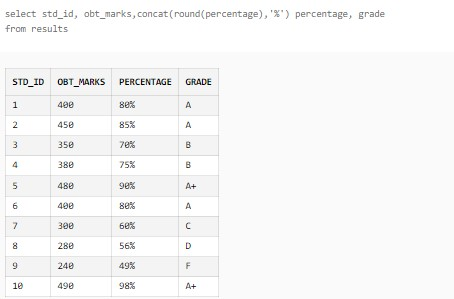 select std_id, obt_marks,concat(round(percentage),'%') percentage, grade
from results
STD_ID OBT_MARKS PERCENTAGE GRADE
1 400 80% A
2 450 85% A
3 350 70% B
4 380 75% B
5 480 90% A+
6 400 80% A
7 300 60% C
8 280 56% D
9 240 49% F
10 490 98% A+